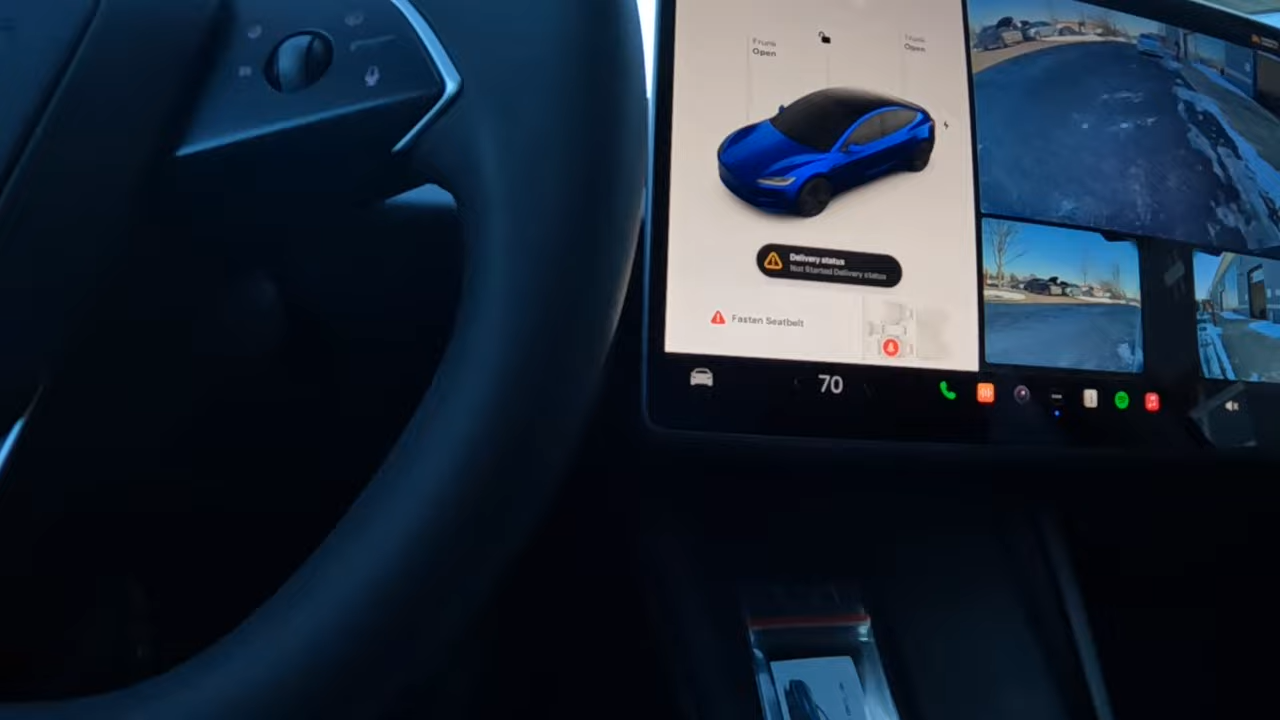 Frunk
Open
Trunk
Open
Delivery status
Not Started Delivery status
Fasten Seatbelt
70